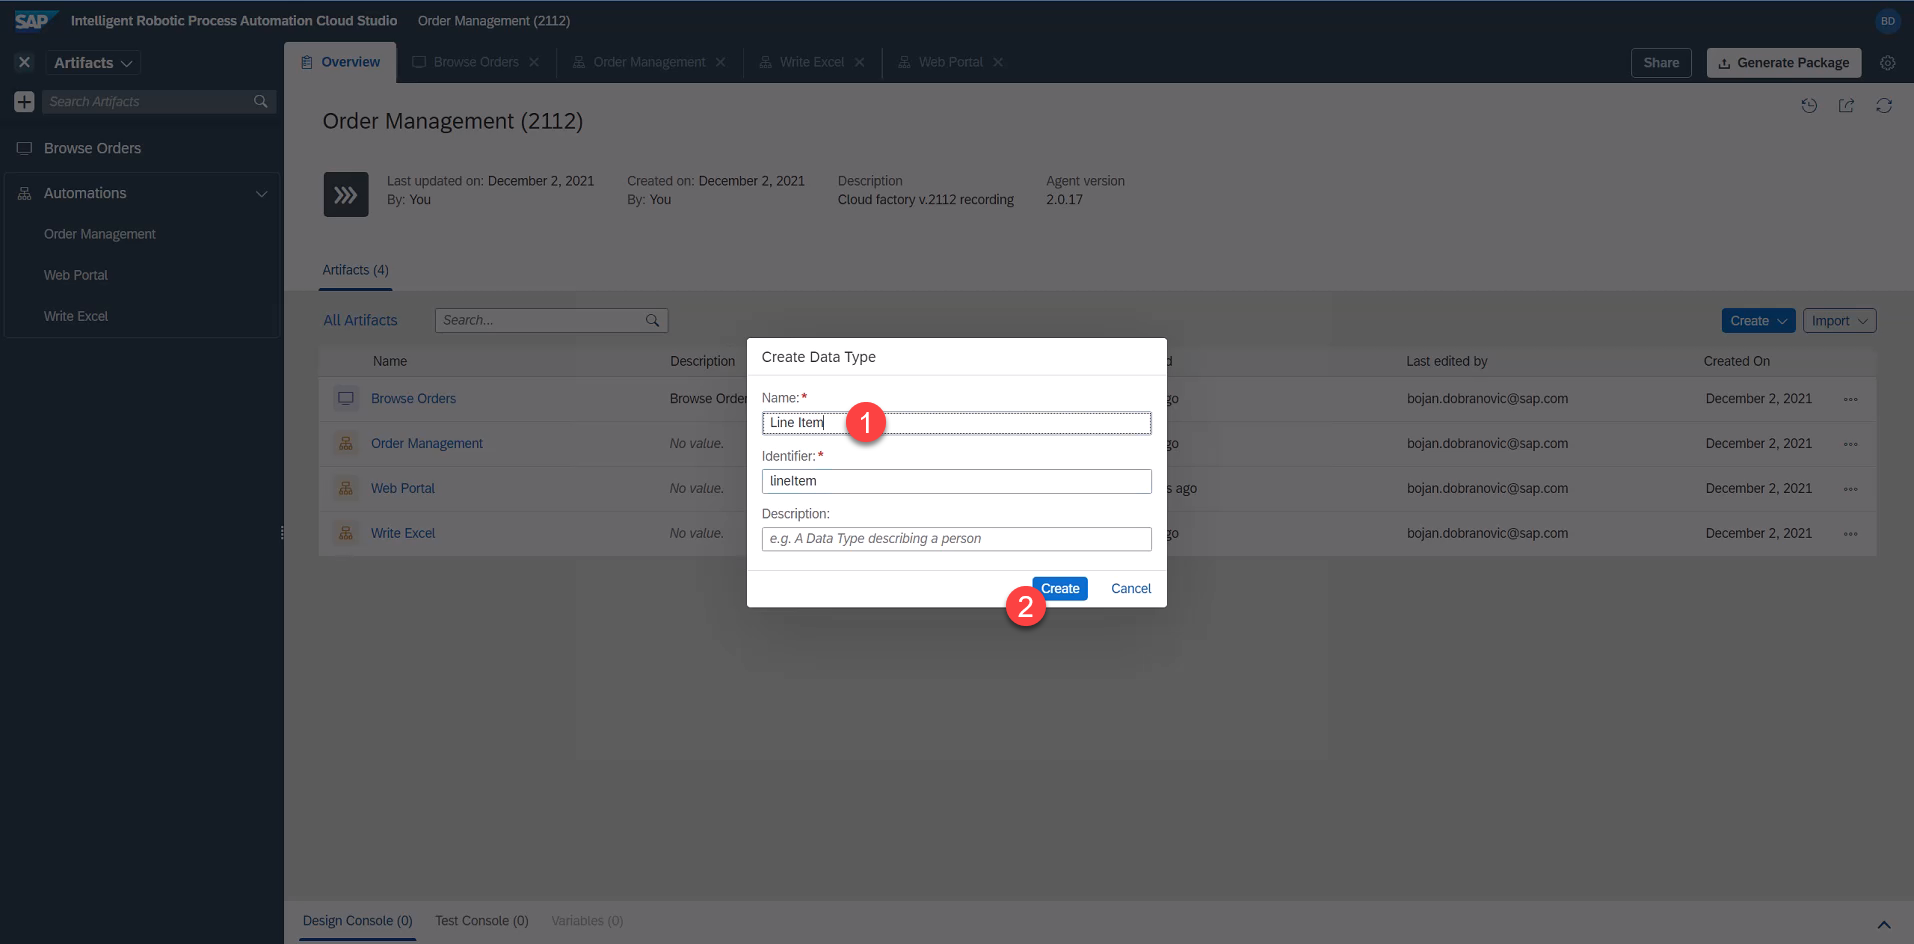 SAP Intelligent Robotic Process Automation Cloud Studio Order Management (2112) BD
Artifacts
Overview Browse Orders Order Management Write Excel Web Portal Share Generate Package
Search Artifacts
Browse Orders
Automations
Order Management
Web Portal
Write Excel
Order Management (2112)
Last updated on: December 2, 2021 Created on: December 2, 2021 Description Agent version
By: You By: You Cloud factory v.2112 recording 2.0.17
Artifacts (4)
All Artifacts Search... Create Import
Name Description Last edited by Created On
Browse Orders Browse Order bojan.dobranovic@sap.com December 2, 2021
Order Management No value. bojan.dobranovic@sap.com December 2, 2021
Web Portal No value. s ago bojan.dobranovic@sap.com December 2, 2021
Write Excel No value. bojan.dobranovic@sap.com December 2, 2021
Create Data Type
Name:*
Line Item 1
Identifier:*
lineItem
Description:
e.g. A Data Type describing a person
Create Cancel
2
Design Console (0) Test Console (0) Variables (0)